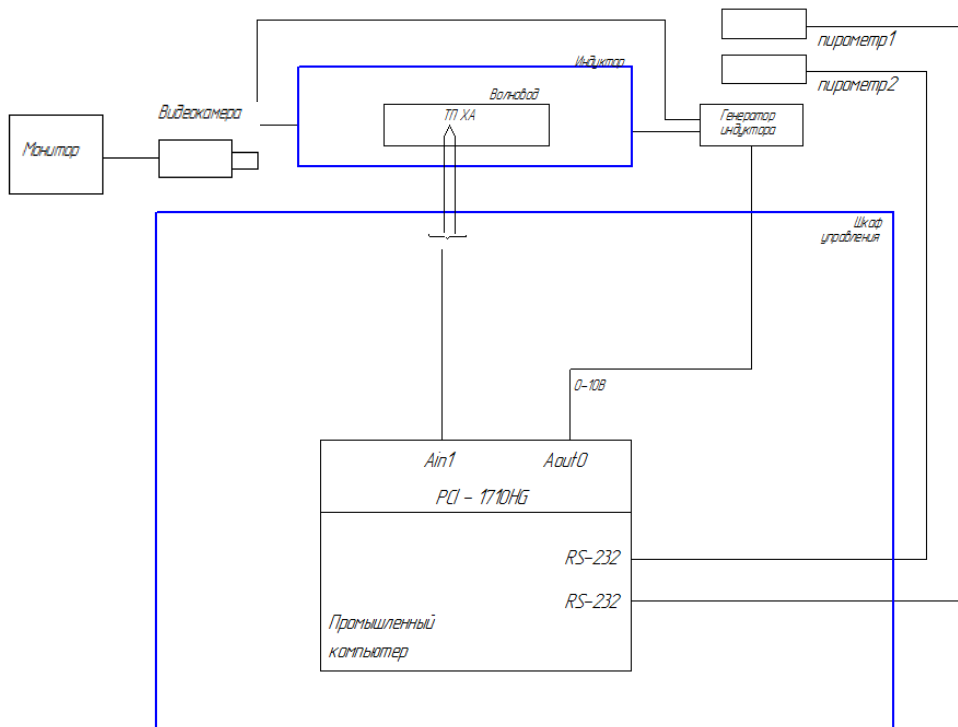 пирометр1
Индуктор
пирометр2
Волновод
Видеокамера
ТП ХА
Генератор
индуктора
Монитор
Шкаф
управления
0-10В
Ain1
Aout0
PCI - 1710HG
RS-232
RS-232
Промышленный
компьютер